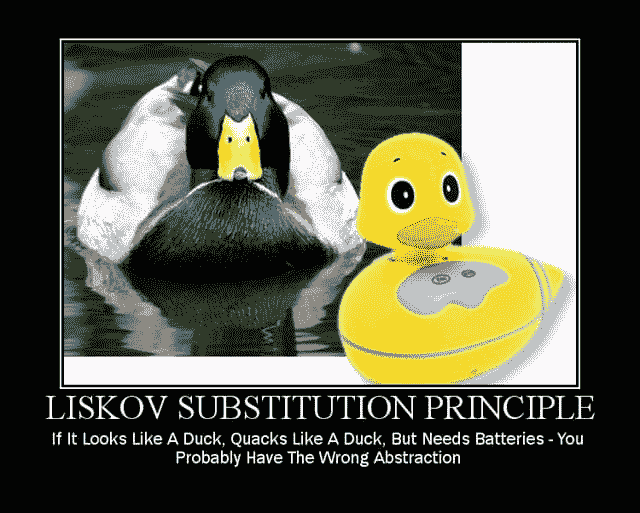 LISKOV SUBSTITUTION PRINCIPLE
If It Looks Like A Duck, Quacks Like A Duck, But Needs Batteries - You
Probably Have The Wrong Abstraction